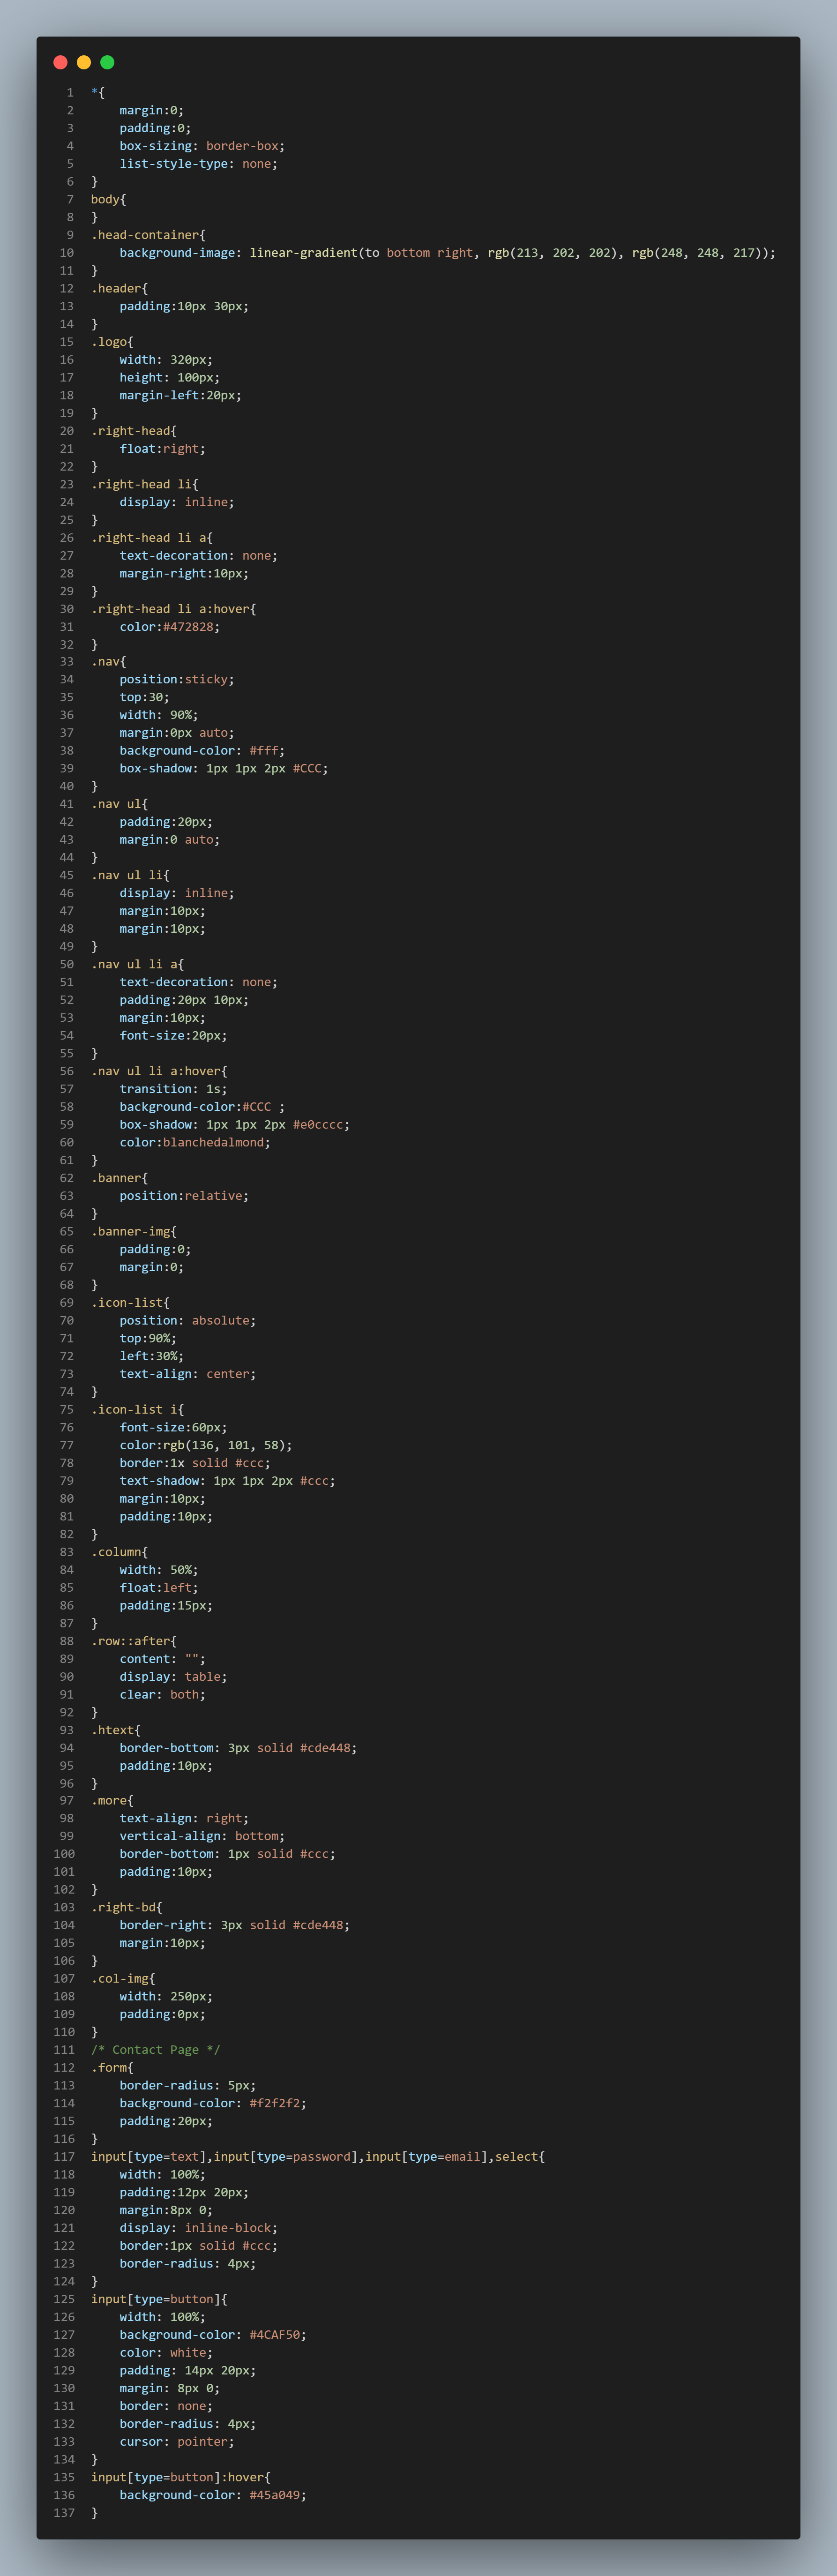 1 *{
2     margin:0;
3     padding:0;
4     box-sizing: border-box;
5     list-style-type: none;
6 }
7 body{
8 }
9 .head-container{
10     background-image: linear-gradient(to bottom right, rgb(213, 202, 202), rgb(248, 248, 217));
11 }
12 .header{
13     padding:10px 30px;
14 }
15 .logo{
16     width: 320px;
17     height: 100px;
18     margin-left:20px;
19 }
20 .right-head{
21     float:right;
22 }
23 .right-head li{
24     display: inline;
25 }
26 .right-head li a{
27     text-decoration: none;
28     margin-right:10px;
29 }
30 .right-head li a:hover{
31     color:#472828;
32 }
33 .nav{
34     position:sticky;
35     top:30;
36     width: 90%;
37     margin:0px auto;
38     background-color: #fff;
39     box-shadow: 1px 1px 2px #CCC;
40 }
41 .nav ul{
42     padding:20px;
43     margin:0 auto;
44 }
45 .nav ul li{
46     display: inline;
47     margin:10px;
48     margin:10px;
49 }
50 .nav ul li a{
51     text-decoration: none;
52     padding:20px 10px;
53     margin:10px;
54     font-size:20px;
55 }
56 .nav ul li a:hover{
57     transition: 1s;
58     background-color:#CCC ;
59     box-shadow: 1px 1px 2px #e0cccc;
60     color:blanchedalmond;
61 }
62 .banner{
63     position:relative;
64 }
65 .banner-img{
66     padding:0;
67     margin:0;
68 }
69 .icon-list{
70     position: absolute;
71     top:90%;
72     left:30%;
73     text-align: center;
74 }
75 .icon-list i{
76     font-size:60px;
77     color:rgb(136, 101, 58);
78     border:1x solid #ccc;
79     text-shadow: 1px 1px 2px #ccc;
80     margin:10px;
81     padding:10px;
82 }
83 .column{
84     width: 50%;
85     float:left;
86     padding:15px;
87 }
88 .row::after{
89     content: "";
90     display: table;
91     clear: both;
92 }
93 .htext{
94     border-bottom: 3px solid #cde448;
95     padding:10px;
96 }
97 .more{
98     text-align: right;
99     vertical-align: bottom;
100     border-bottom: 1px solid #ccc;
101     padding:10px;
102 }
103 .right-bd{
104     border-right: 3px solid #cde448;
105     margin:10px;
106 }
107 .col-img{
108     width: 250px;
109     padding:0px;
110 }
111 /* Contact Page */
112 .form{
113     border-radius: 5px;
114     background-color: #f2f2f2;
115     padding:20px;
116 }
117 input[type=text],input[type=password],input[type=email],select{
118     width: 100%;
119     padding:12px 20px;
120     margin:8px 0;
121     display: inline-block;
122     border:1px solid #ccc;
123     border-radius: 4px;
124 }
125 input[type=button]{
126     width: 100%;
127     background-color: #4CAF50;
128     color: white;
129     padding: 14px 20px;
130     margin: 8px 0;
131     border: none;
132     border-radius: 4px;
133     cursor: pointer;
134 }
135 input[type=button]:hover{
136     background-color: #45a049;
137 }